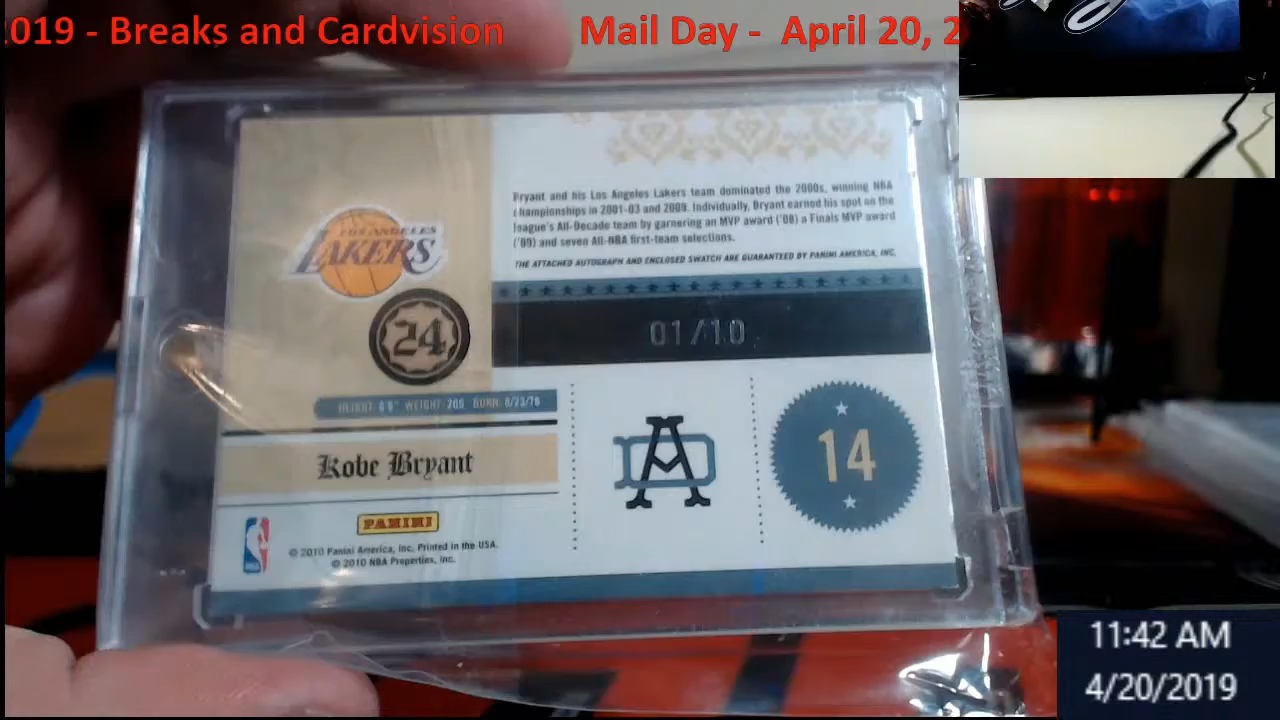 2019 - Breaks and Cardvision Mail Day - April 20, 2
Bryant and his Los Angeles Lakers team dominated the 2000s, winning NBA
championships in 2001-03 and 2009. Individually, Bryant earned his spot on the
league's All-Decade team by garnering an MVP award ('08) a Finals MVP award
('09) and seven All-NBA first-team selections.
THE ATTACHED AUTOGRAPH AND ENCLOSED SWATCH ARE GUARANTEED BY PANINI AMERICA, INC.
LOS ANGELES
LAKERS
24
01/10
HEIGHT: 6'6" WEIGHT: 205 BORN: 8/23/78
Kobe Bryant
AD
14
PANINI
© 2010 Panini America, Inc. Printed in the USA.
© 2010 NBA Properties, Inc.
11:42 AM
4/20/2019